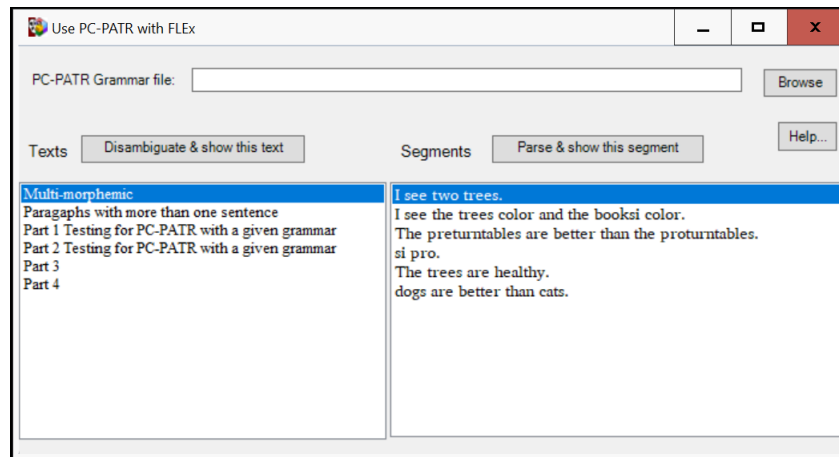 Use PC-PATR with FLEx
PC-PATR Grammar file:
Browse
Help...
Texts
Disambiguate & show this text
Segments
Parse & show this segment
Multi-morphemic
Paragaphs with more than one sentence
Part 1 Testing for PC-PATR with a given grammar
Part 2 Testing for PC-PATR with a given grammar
Part 3
Part 4
I see two trees.
I see the trees color and the booksi color.
The preturntables are better than the proturntables.
si pro.
The trees are healthy.
dogs are better than cats.